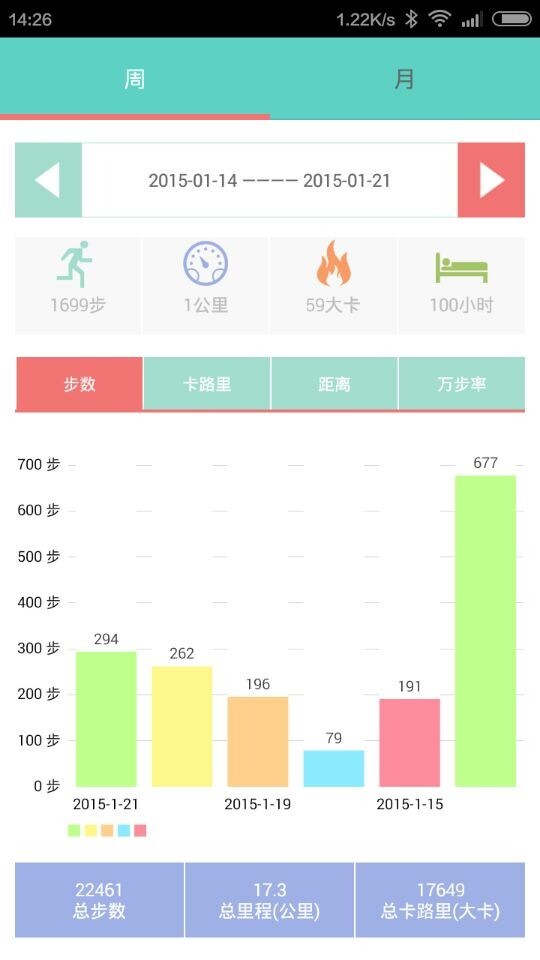 14:26 1.22K/s
周 月
2015-01-14 ———— 2015-01-21
1699步 1公里 59大卡 100小时
步数 卡路里 距离 万步率
677
700 步
600 步
500 步
400 步
294
300 步
262
196
191
200 步
79
100 步
0 步
2015-1-21 2015-1-19 2015-1-15
22461 17.3 17649
总步数 总里程(公里) 总卡路里(大卡)